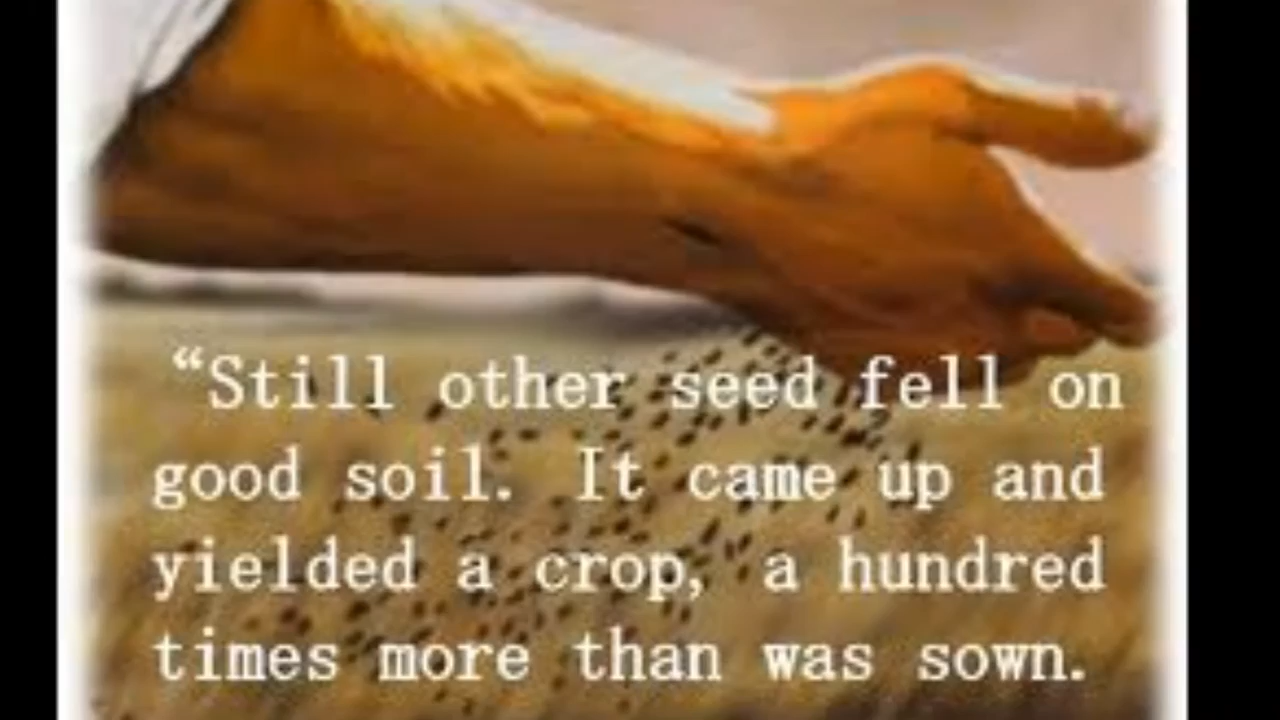 “Still other seed fell on
good soil. It came up and
yielded a crop, a hundred
times more than was sown.